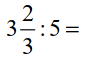 3 2/3 : 5 =